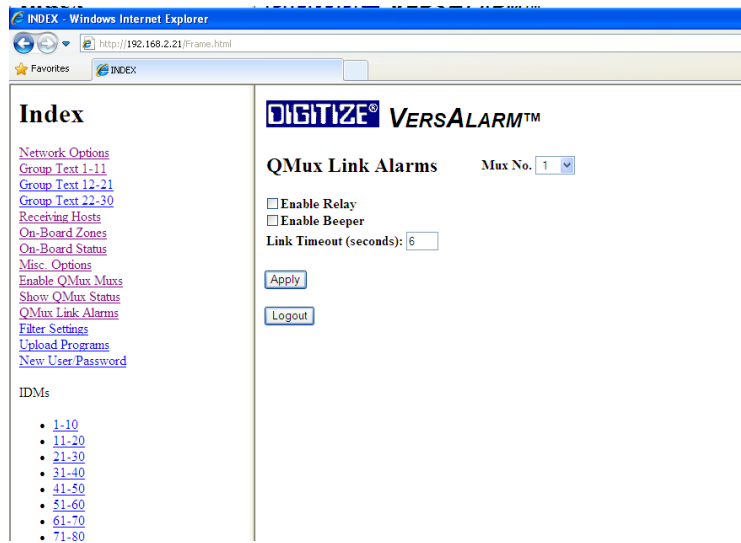 INDEX - Windows Internet Explorer
http://192.168.2.21/Frame.html
Favorites
INDEX
Index
Network Options
Group Text 1-11
Group Text 12-21
Group Text 22-30
Receiving Hosts
On-Board Zones
On-Board Status
Misc. Options
Enable QMux Muxs
Show QMux Status
QMux Link Alarms
Filter Settings
Upload Programs
New User/Password
IDMs
• 1-10
• 11-20
• 21-30
• 31-40
• 41-50
• 51-60
• 61-70
• 71-80
DIGITIZE® VERSALARM™
QMux Link Alarms Mux No. 1
Enable Relay
Enable Beeper
Link Timeout (seconds): 6
Apply
Logout